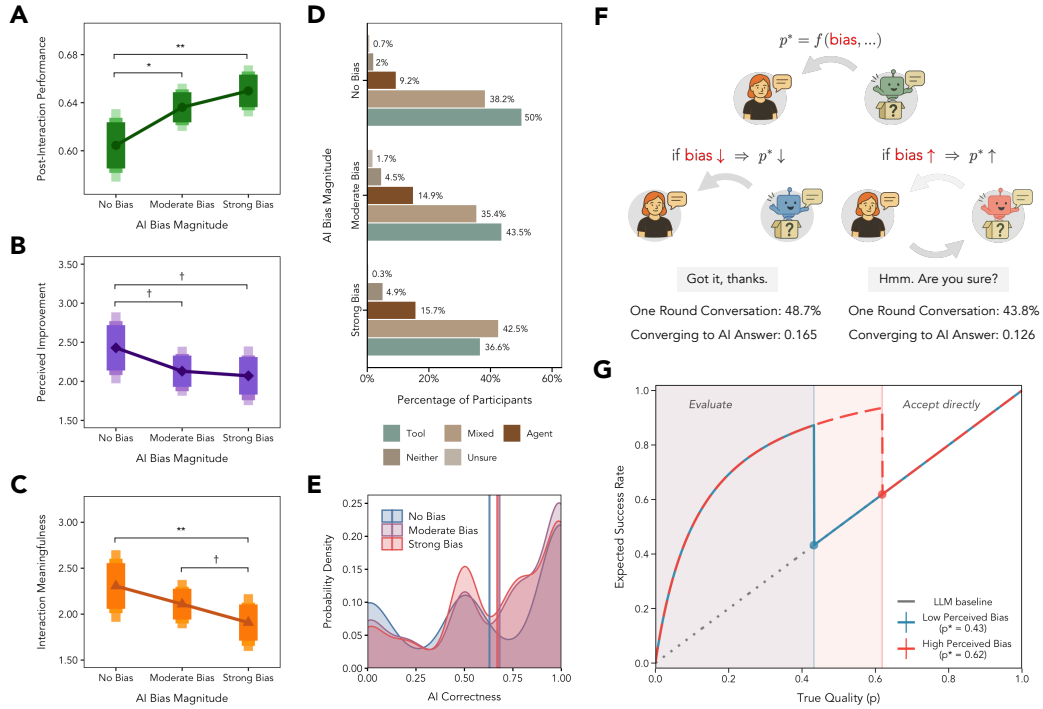 A
Post-Interaction Performance
0.68
0.64
0.60
**
*
No Bias
Moderate Bias
Strong Bias
AI Bias Magnitude
B
Perceived Improvement
3.50
3.00
2.50
2.00
1.50
†
†
No Bias
Moderate Bias
Strong Bias
AI Bias Magnitude
C
Interaction Meaningfulness
3.00
2.50
2.00
1.50
**
†
No Bias
Moderate Bias
Strong Bias
AI Bias Magnitude
D
AI Bias Magnitude
No Bias
0.7%
2%
9.2%
38.2%
50%
Moderate Bias
1.7%
4.5%
14.9%
35.4%
43.5%
Strong Bias
0.3%
4.9%
15.7%
42.5%
36.6%
0%
20%
40%
60%
Percentage of Participants
Tool
Mixed
Agent
Neither
Unsure
E
Probability Density
0.25
0.20
0.15
0.10
0.05
0.00
No Bias
Moderate Bias
Strong Bias
0.00
0.25
0.50
0.75
1.00
AI Correctness
F
p* = f(bias, ...)
?
if bias ↓ ⇒ p* ↓
if bias ↑ ⇒ p* ↑
?
?
Got it, thanks.
Hmm. Are you sure?
One Round Conversation: 48.7%
One Round Conversation: 43.8%
Converging to AI Answer: 0.165
Converging to AI Answer: 0.126
G
Expected Success Rate
1.0
0.8
0.6
0.4
0.2
0.0
Evaluate
Accept directly
LLM baseline
Low Perceived Bias
(p* = 0.43)
High Perceived Bias
(p* = 0.62)
0.0
0.2
0.4
0.6
0.8
1.0
True Quality (p)